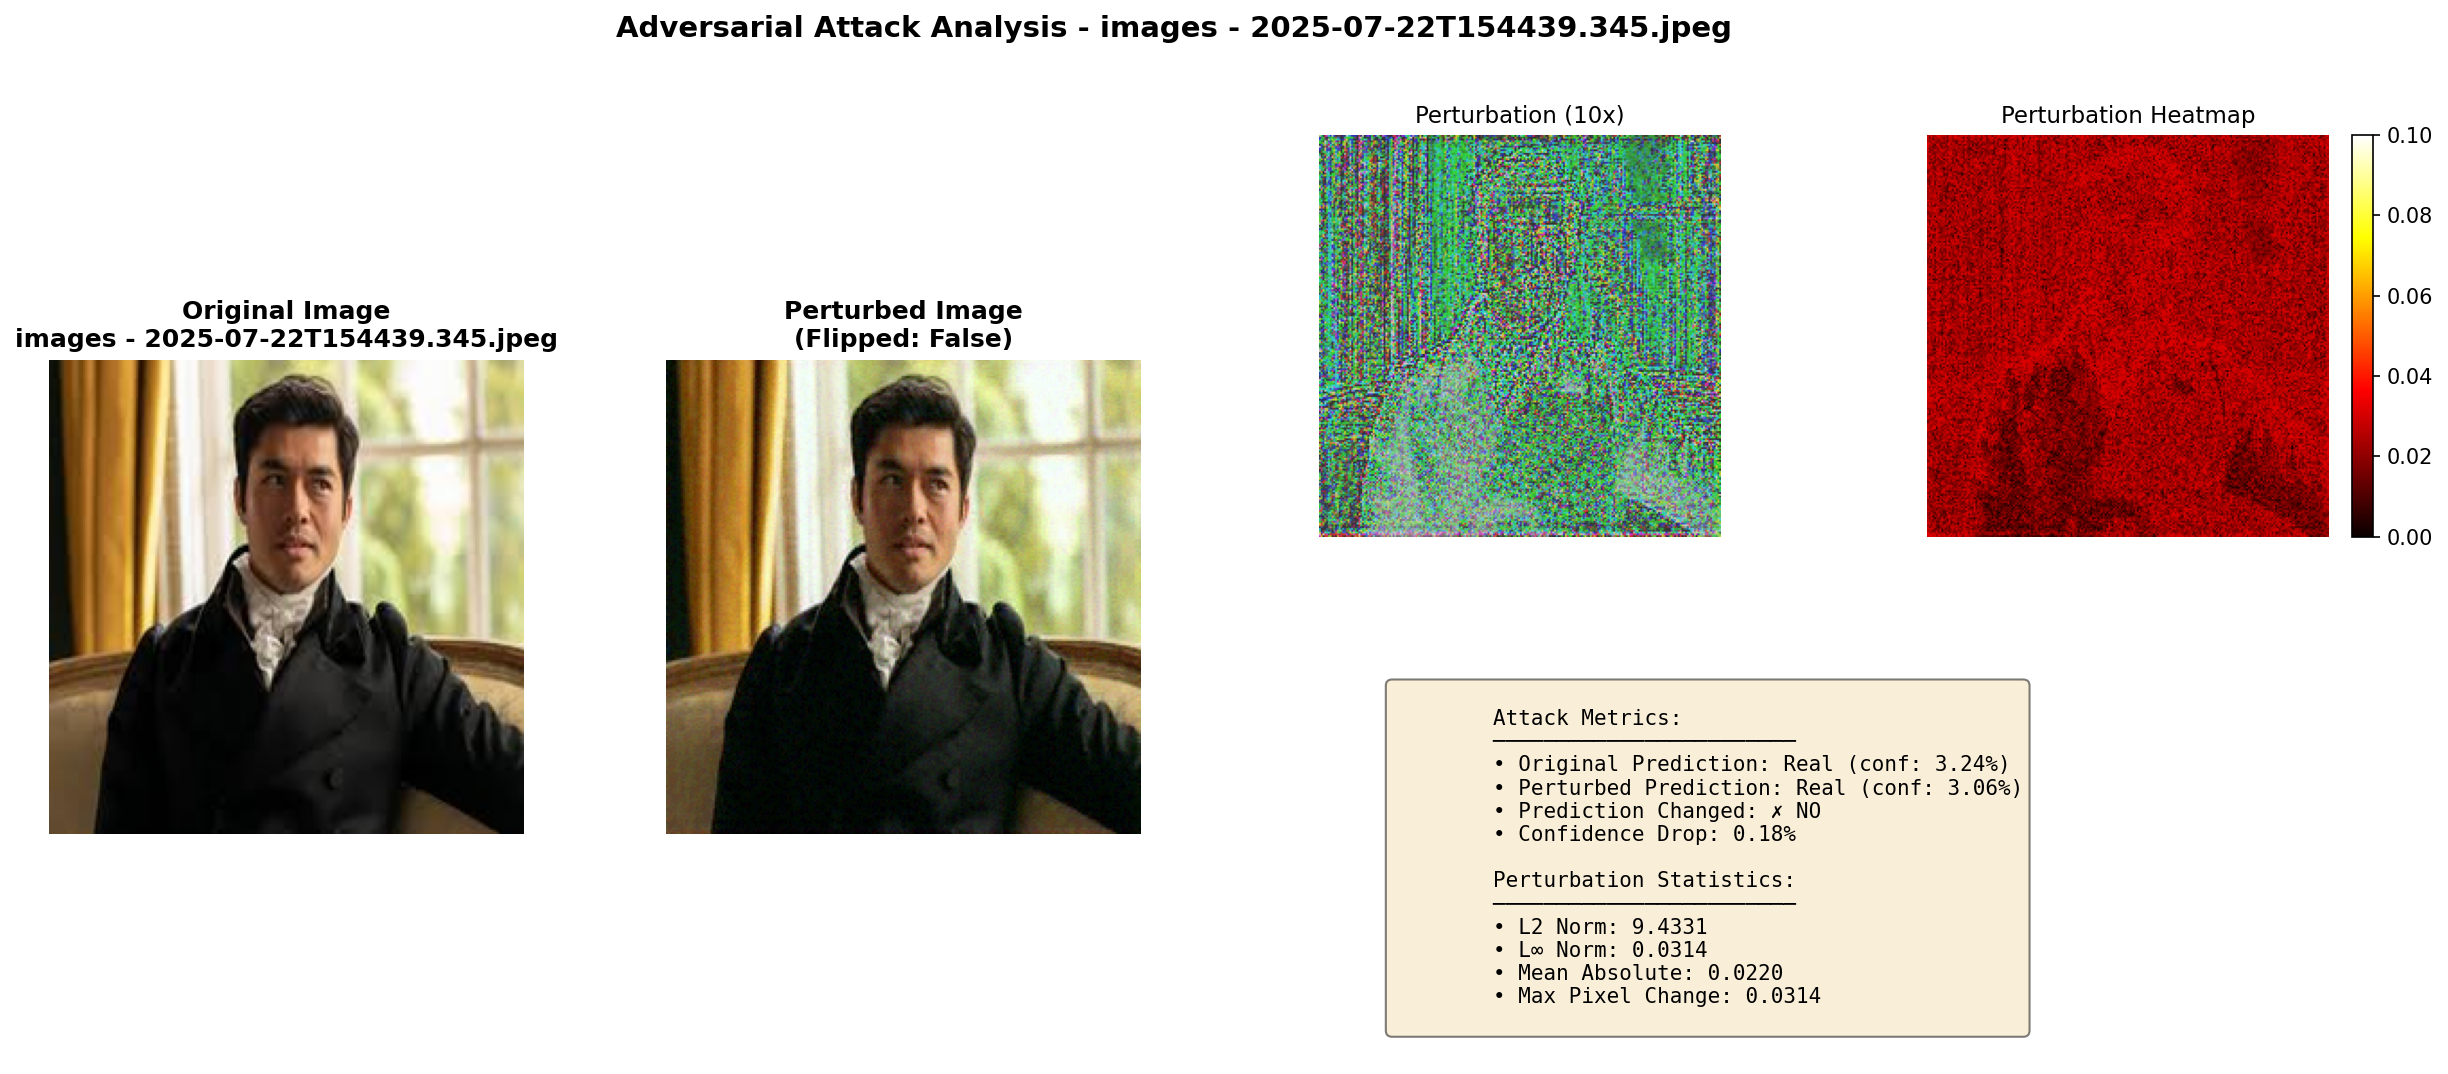 Adversarial Attack Analysis - images - 2025-07-22T154439.345.jpeg
Original Image
images - 2025-07-22T154439.345.jpeg
Perturbed Image
(Flipped: False)
Perturbation (10x)
Perturbation Heatmap
0.10
0.08
0.06
0.04
0.02
0.00
Attack Metrics:
• Original Prediction: Real (conf: 3.24%)
• Perturbed Prediction: Real (conf: 3.06%)
• Prediction Changed: ✗ NO
• Confidence Drop: 0.18%
Perturbation Statistics:
• L2 Norm: 9.4331
• L∞ Norm: 0.0314
• Mean Absolute: 0.0220
• Max Pixel Change: 0.0314